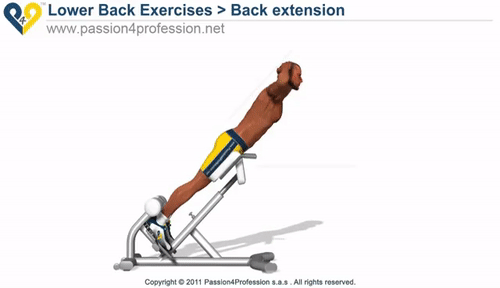 Lower Back Exercises > Back extension
www.passion4profession.net
Copyright © 2011 Passion4Profession s.a.s . All rights reserved.